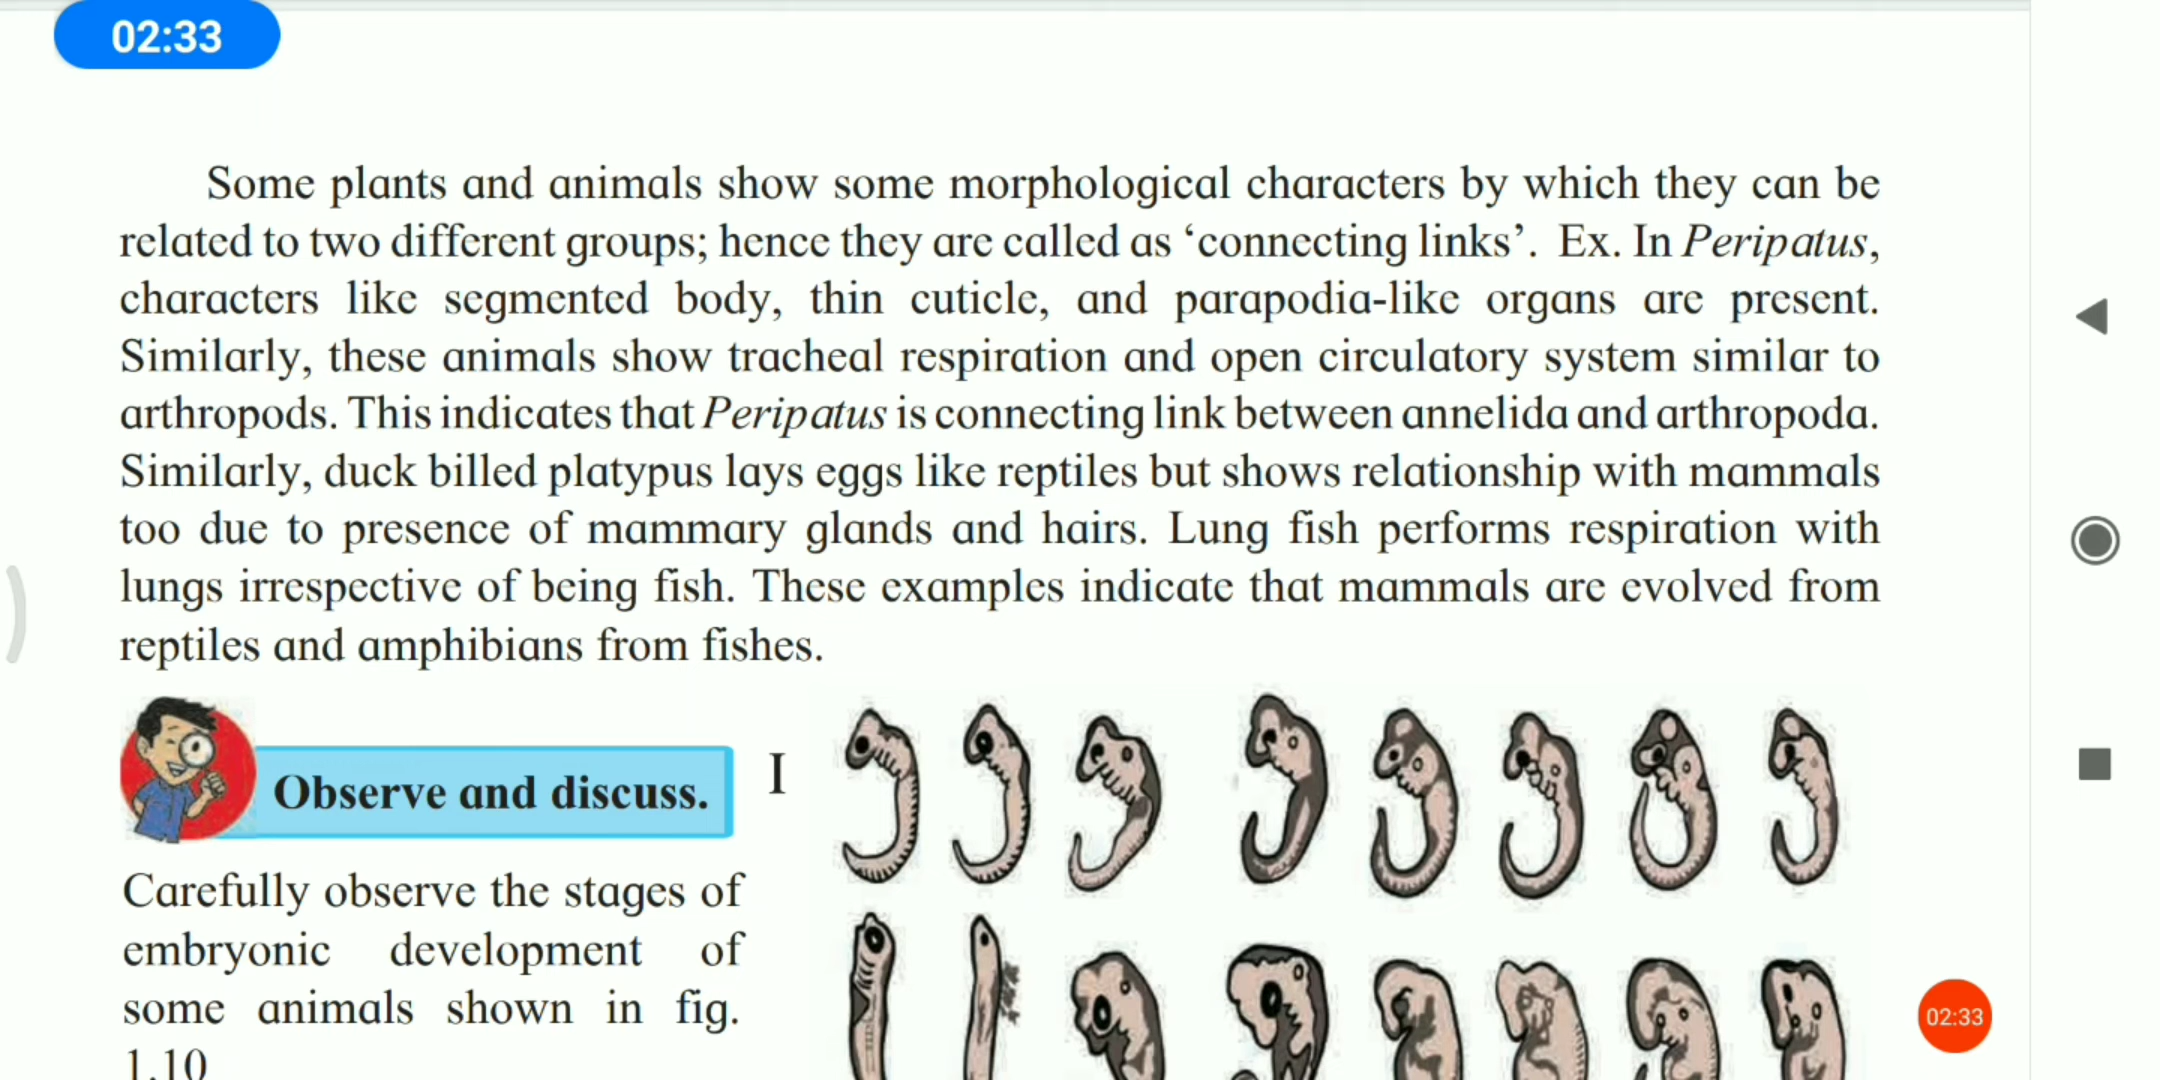 02:33
Some plants and animals show some morphological characters by which they can be
related to two different groups; hence they are called as ‘connecting links’. Ex. In Peripatus,
characters like segmented body, thin cuticle, and parapodia-like organs are present.
Similarly, these animals show tracheal respiration and open circulatory system similar to
arthropods. This indicates that Peripatus is connecting link between annelida and arthropoda.
Similarly, duck billed platypus lays eggs like reptiles but shows relationship with mammals
too due to presence of mammary glands and hairs. Lung fish performs respiration with
lungs irrespective of being fish. These examples indicate that mammals are evolved from
reptiles and amphibians from fishes.
Observe and discuss.
I
Carefully observe the stages of
embryonic development of
some animals shown in fig.
1.10
02:33